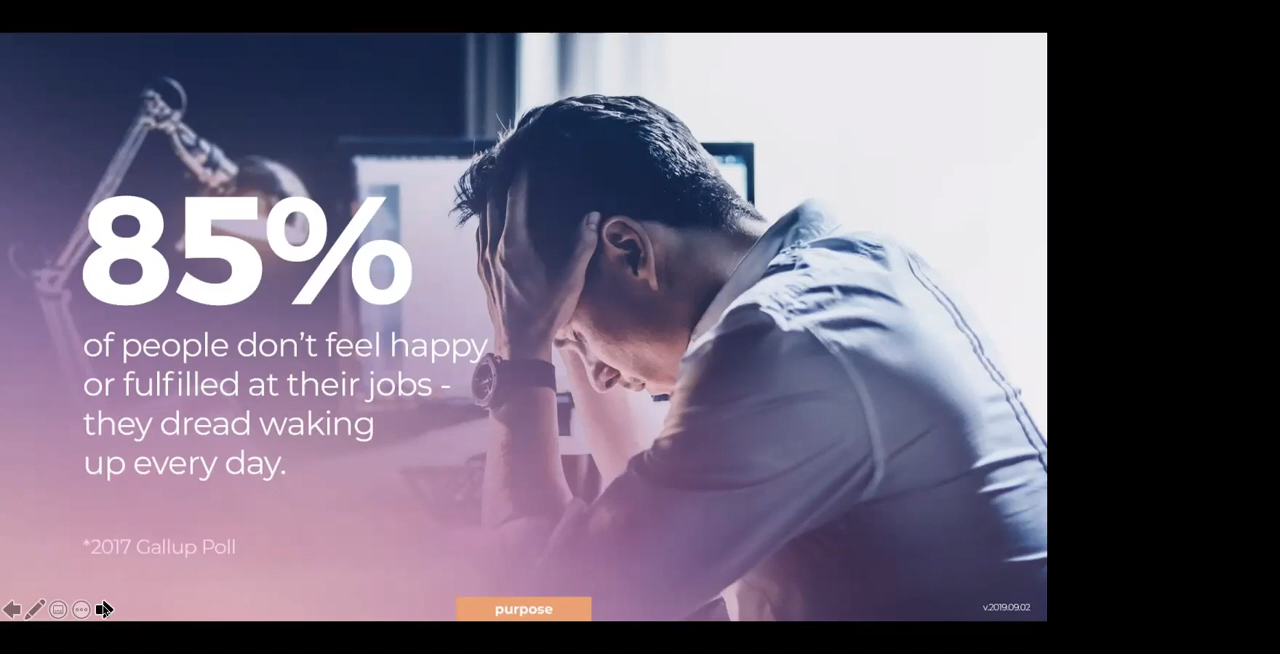 85%
of people don’t feel happy
or fulfilled at their jobs -
they dread waking
up every day.
*2017 Gallup Poll
purpose
v.2019.09.02